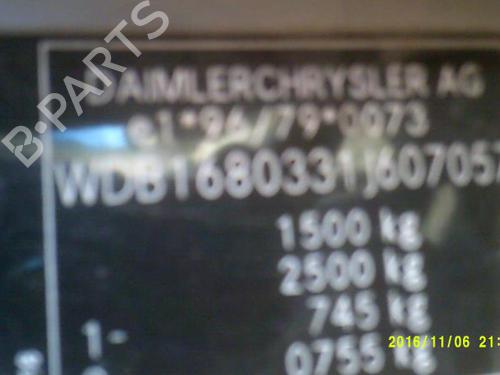 B-PARTS
DAIMLERCHRYSLER AG
e1*96/79*0073
WDB1680331J607057
1500 kg
2500 kg
1- 745 kg
0755 kg
2016/11/06 21: